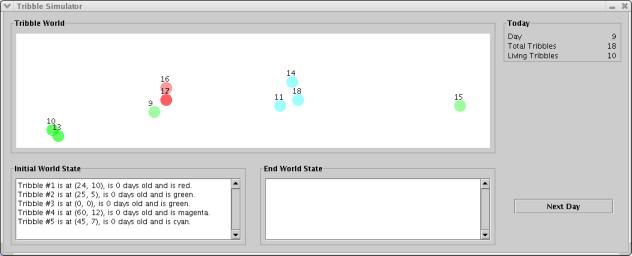 Tribble Simulator
Tribble World
16
17
9
10
13
14
11
18
15
Today
Day 9
Total Tribbles 18
Living Tribbles 10
Initial World State
Tribble #1 is at (24, 10), is 0 days old and is red.
Tribble #2 is at (25, 5), is 0 days old and is green.
Tribble #3 is at (0, 0), is 0 days old and is green.
Tribble #4 is at (60, 12), is 0 days old and is magenta.
Tribble #5 is at (45, 7), is 0 days old and is cyan.
End World State
Next Day